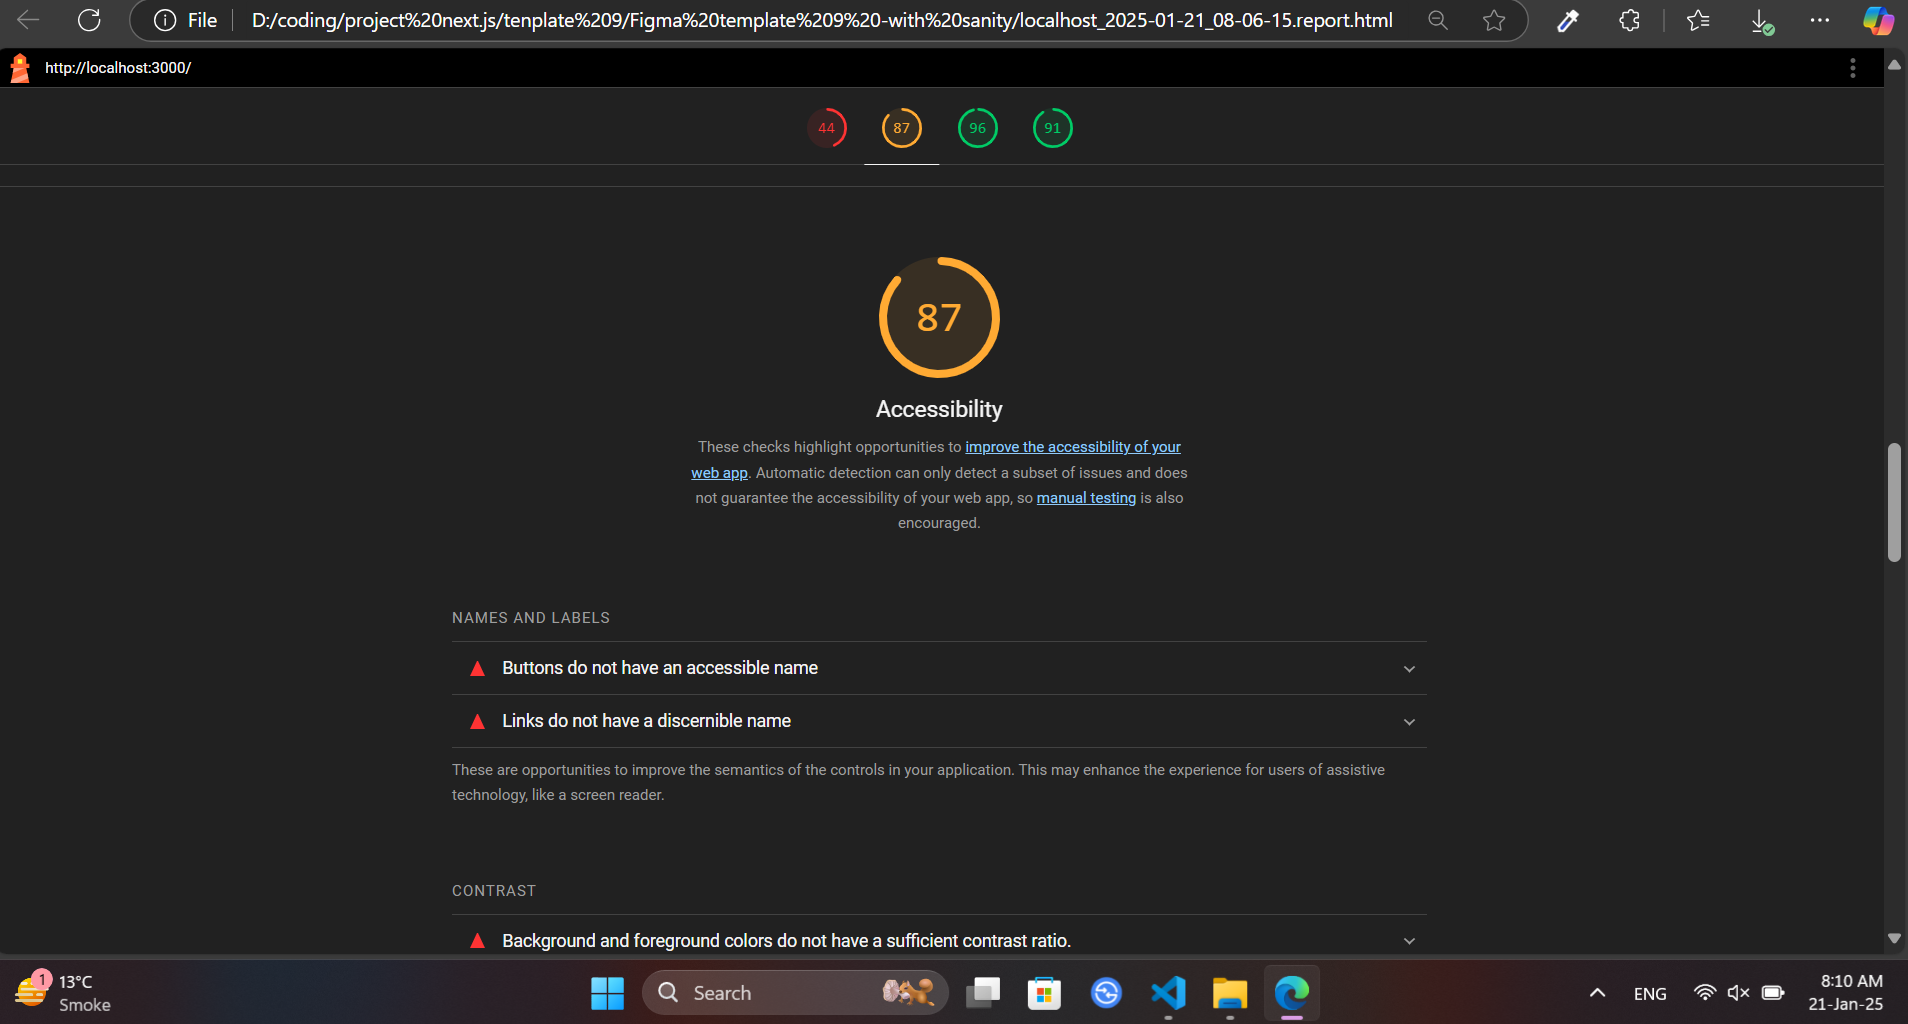 File
D:/coding/project%20next.js/tenplate%209/Figma%20template%209%20-with%20sanity/localhost_2025-01-21_08-06-15.report.html
http://localhost:3000/
44 87 96 91
87
Accessibility
These checks highlight opportunities to improve the accessibility of your
web app. Automatic detection can only detect a subset of issues and does
not guarantee the accessibility of your web app, so manual testing is also
encouraged.
NAMES AND LABELS
Buttons do not have an accessible name
Links do not have a discernible name
These are opportunities to improve the semantics of the controls in your application. This may enhance the experience for users of assistive
technology, like a screen reader.
CONTRAST
Background and foreground colors do not have a sufficient contrast ratio.
1
13°C
Smoke
Search
ENG
8:10 AM
21-Jan-25